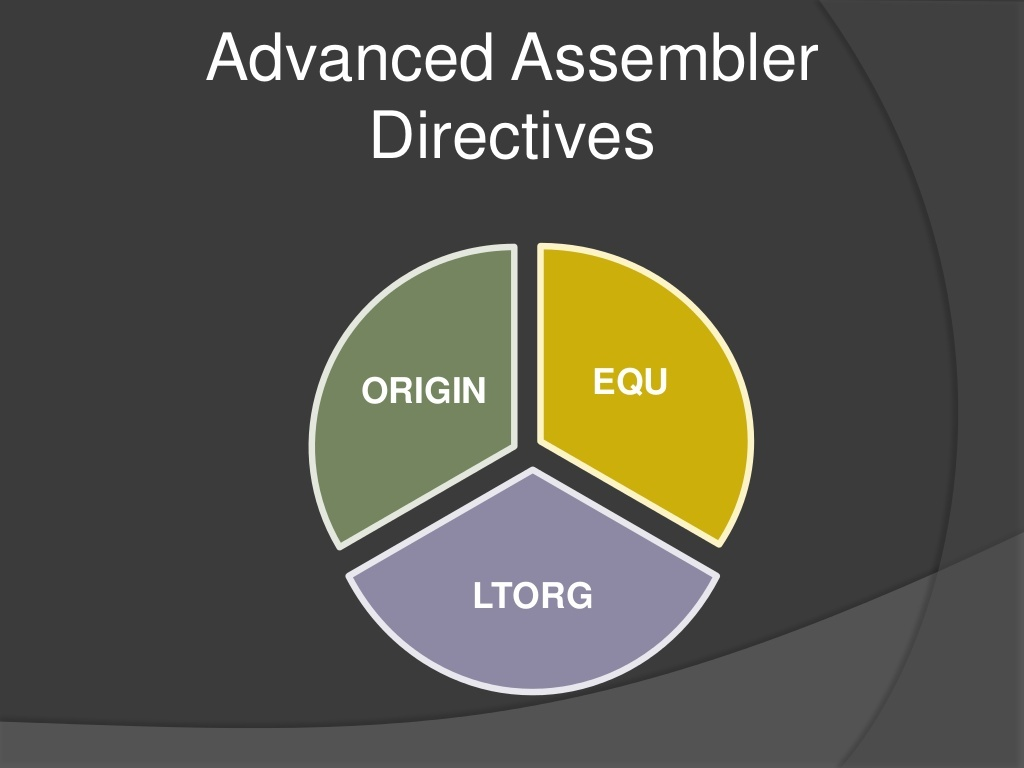 Advanced Assembler
Directives
ORIGIN
EQU
LTORG